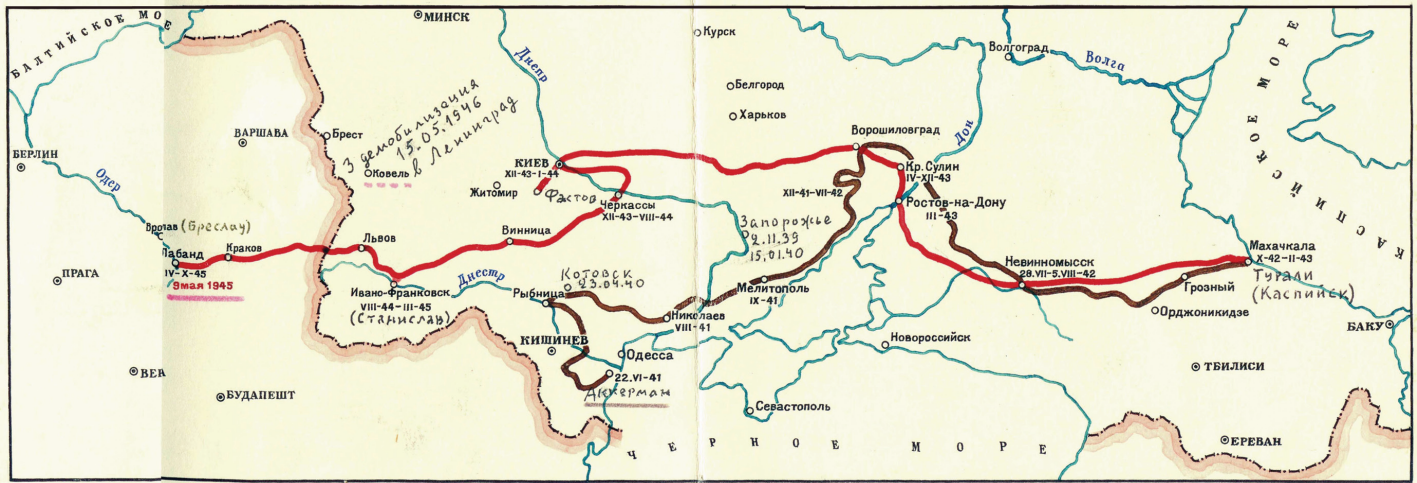 БАЛТИЙСКОЕ МОЕ
МИНСК
Днепр
Курск
Волгоград
Волга
КАСПИЙСКОЕ МОРЕ
Белгород
Харьков
3 демобилизация
15.05.1946
в Ленинград
ВАРШАВА
Брест
БЕРЛИН
Одер
Ковель
Житомир
КИЕВ
XII-43-I-44
Фастов
Черкассы
XII-43-VIII-44
Ворошиловград
Дон
Кр. Сулин
IV-XII-43
XII-41-VII-42
Ростов-на-Дону
III-43
Запорожье
2.11.39
15.01.40
(Бреслау)
Лабанд
IV-X-45
9 мая 1945
Краков
Львов
Винница
ПРАГА
Ивано-Франковск
VIII-44-III-45
(Станислав)
Днестр
Котовск
23.04.40
Рыбница
Николаев
VIII-41
Мелитополь
IX-41
Невинномысск
28.VII-5.VIII-42
Махачкала
X-42-II-43
Турали
(Каспийск)
Грозный
Орджоникидзе
БАКУ
КИШИНЕВ
Одесса
22.VI-41
Аккерман
Новороссийск
ТБИЛИСИ
ВЕН
БУДАПЕШТ
Севастополь
ЕРЕВАН
ЧЕРНОЕ МОРЕ